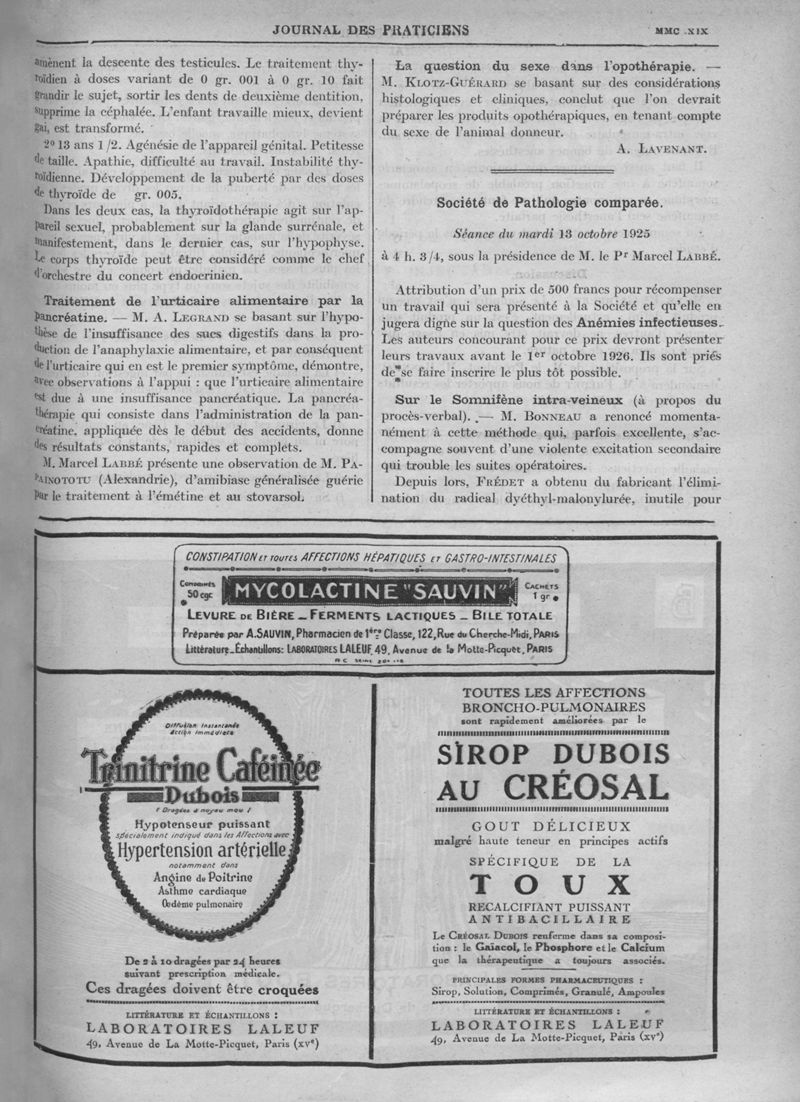 JOURNAL DES PRATICIENS
MMC XIX
amènent la descente des testicules. Le traitement thy-
roïdien à doses variant de 0 gr. 001 à 0 gr. 10 fait
grandir le sujet, sortir les dents de deuxième dentition,
supprime la céphalée. L'enfant travaille mieux, devient
gai, est transformé.
2º 13 ans 1/2. Agénésie de l'appareil génital. Petitesse
de taille. Apathie, difficulté au travail. Instabilité thy-
roïdienne. Développement de la puberté par des doses
de thyroïde de gr. 005.
Dans les deux cas, la thyroïdothérapie agit sur l'ap-
pareil sexuel, probablement sur la glande surrénale, et
manifestement, dans le dernier cas, sur l'hypophyse.
Le corps thyroïde peut être considéré comme le chef
d'orchestre du concert endocrinien.
Traitement de l'urticaire alimentaire par la
pancréatine. — M. A. LEGRAND se basant sur l'hypo-
thèse de l'insuffisance des sucs digestifs dans la pro-
duction de l'anaphylaxie alimentaire, et par conséquent
de l'urticaire qui en est le premier symptôme, démontre,
avec observations à l'appui : que l'urticaire alimentaire
est due à une insuffisance pancréatique. La pancréa-
thérapie qui consiste dans l'administration de la pan-
créatine, appliquée dès le début des accidents, donne
des résultats constants, rapides et complets.
M. Marcel LABBÉ présente une observation de M. PA-
PAINOTOTU (Alexandrie), d'amibiase généralisée guérie
par le traitement à l'émétine et au stovarsol.
La question du sexe dans l'opothérapie. —
M. KLOTZ-GUÉRARD se basant sur des considérations
histologiques et cliniques, conclut que l'on devrait
préparer les produits opothérapiques, en tenant compte
du sexe de l'animal donneur.
A. LAVENANT.
Société de Pathologie comparée.
Séance du mardi 13 octobre 1925
à 4 h. 3/4, sous la présidence de M. le Pr Marcel LABBÉ.
Attribution d'un prix de 500 francs pour récompenser
un travail qui sera présenté à la Société et qu'elle en
jugera digne sur la question des Anémies infectieuses.
Les auteurs concourant pour ce prix devront présenter
leurs travaux avant le 1er octobre 1926. Ils sont priés
de se faire inscrire le plus tôt possible.
Sur le Somnifène intra-veineux (à propos du
procès-verbal). — M. BONNEAU a renoncé momenta-
nément à cette méthode qui, parfois excellente, s'ac-
compagne souvent d'une violente excitation secondaire
qui trouble les suites opératoires.
Depuis lors, FRÉDET a obtenu du fabricant l'élimi-
nation du radical dyéthyl-malonylurée, inutile pour
CONSTIPATION ET TOUTES AFFECTIONS HÉPATIQUES ET GASTRO-INTESTINALES
COMPRIMÉS
50 cgr.
MYCOLACTINE "SAUVIN"
CACHETS
1 gr.
LEVURE DE BIÈRE _ FERMENTS LACTIQUES _ BILE TOTALE
Préparée par A.SAUVIN, Pharmacien de 1ère Classe, 122, Rue du Cherche-Midi, PARIS
Littérature_Échantillons: LABORATOIRES LALEUF, 49, Avenue de la Motte-Picquet, PARIS
Diffusion instantanée
Action immédiate
Trinitrine Caféinée
Dubois
(Dragées à noyau mou)
Hypotenseur puissant
spécialement indiqué dans les Affections avec
Hypertension artérielle
notamment dans
Angine de Poitrine
Asthme cardiaque
Œdème pulmonaire
De 2 à 10 dragées par 24 heures
suivant prescription médicale.
Ces dragées doivent être croquées
LITTÉRATURE ET ÉCHANTILLONS :
LABORATOIRES LALEUF
49, Avenue de La Motte-Picquet, Paris (XVe)
TOUTES LES AFFECTIONS
BRONCHO-PULMONAIRES
sont rapidement améliorées par le
SIROP DUBOIS
AU CRÉOSAL
GOUT DÉLICIEUX
malgré haute teneur en principes actifs
SPÉCIFIQUE DE LA
TOUX
RECALCIFIANT PUISSANT
ANTIBACILLAIRE
Le CRÉOSAL DUBOIS renferme dans sa composi-
tion : le Gaïacol, le Phosphore et le Calcium
que la thérapeutique a toujours associés.
PRINCIPALES FORMES PHARMACEUTIQUES :
Sirop, Solution, Comprimés, Granulé, Ampoules
LITTÉRATURE ET ÉCHANTILLONS :
LABORATOIRES LALEUF
49, Avenue de La Motte-Picquet, Paris (XVe)